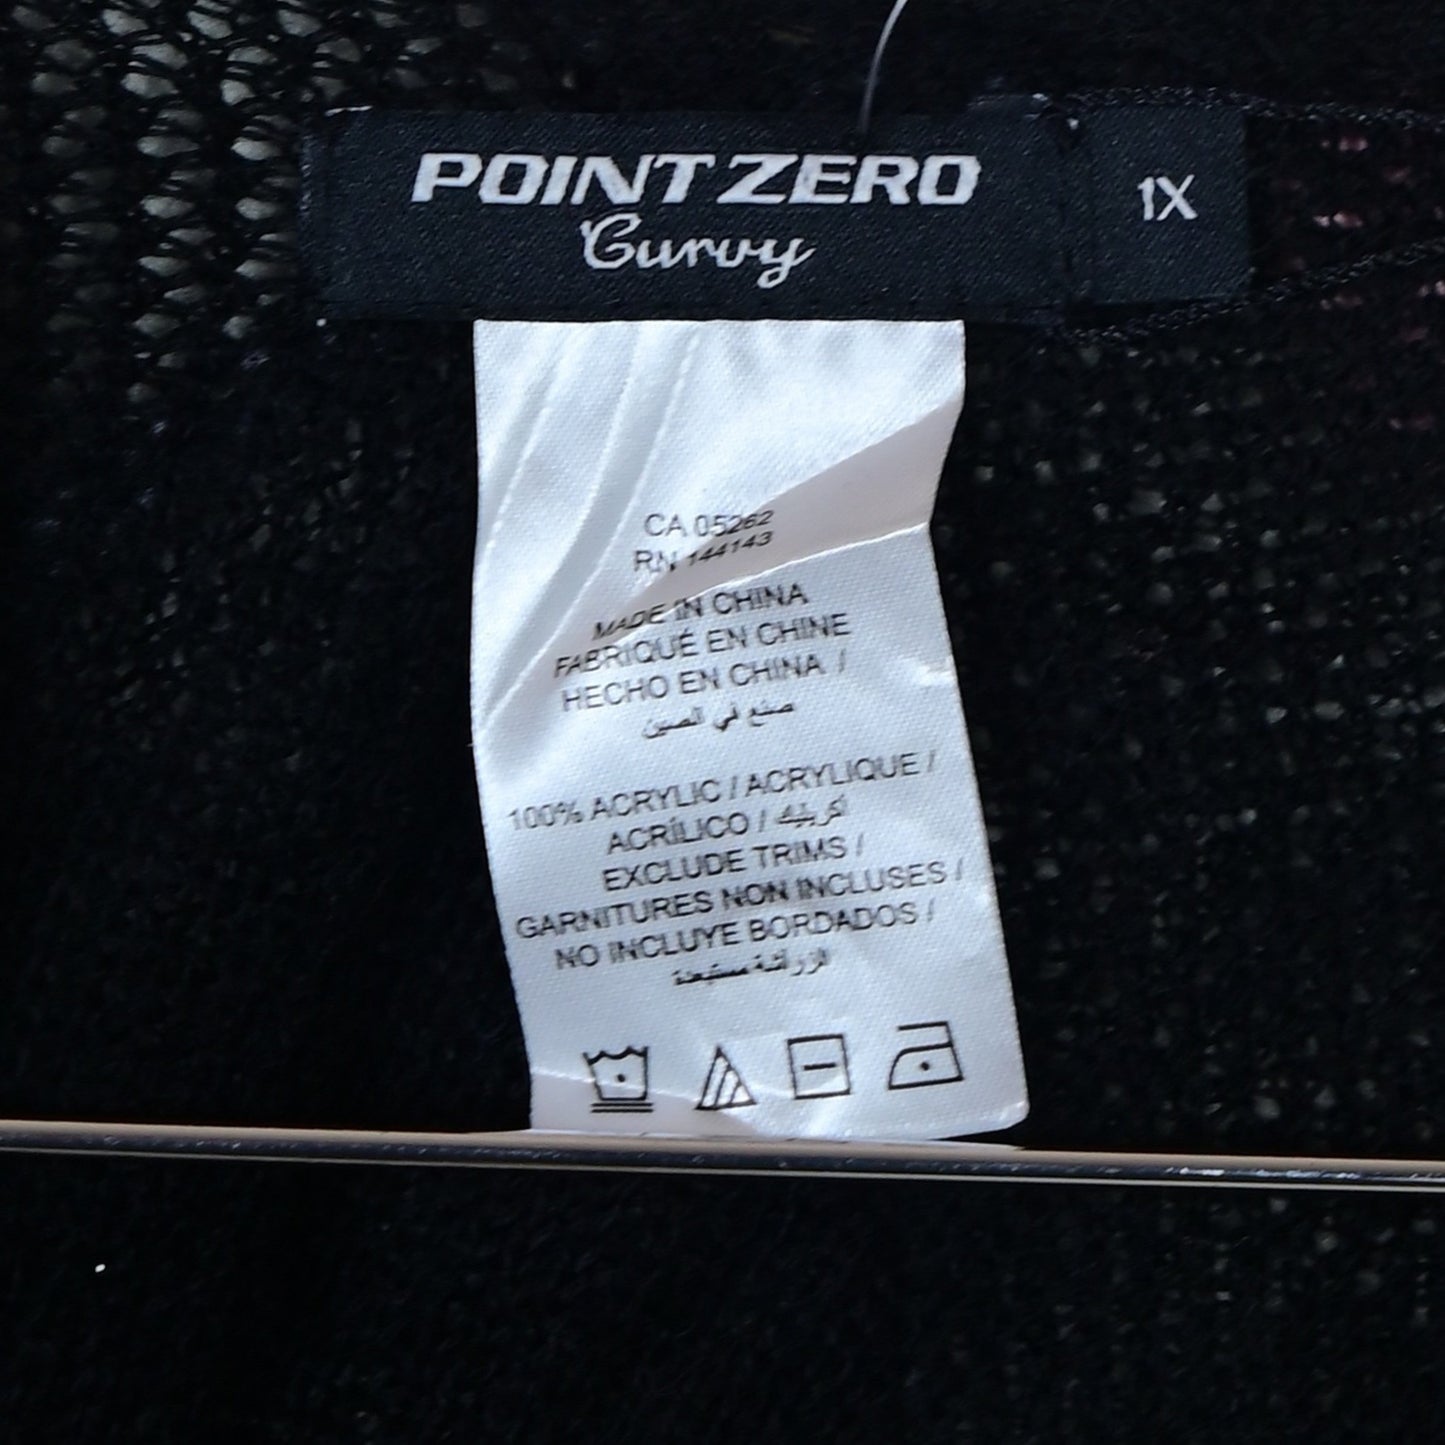 POINT ZERO
Curvy
1X
CA 05262
RN 144143
MADE IN CHINA
FABRIQUÉ EN CHINE
HECHO EN CHINA /
صنع في الصين
100% ACRYLIC / ACRYLIQUE /
ACRÍLICO / أكريليك
EXCLUDE TRIMS /
GARNITURES NON INCLUSES /
NO INCLUYE BORDADOS /
مستبعدة